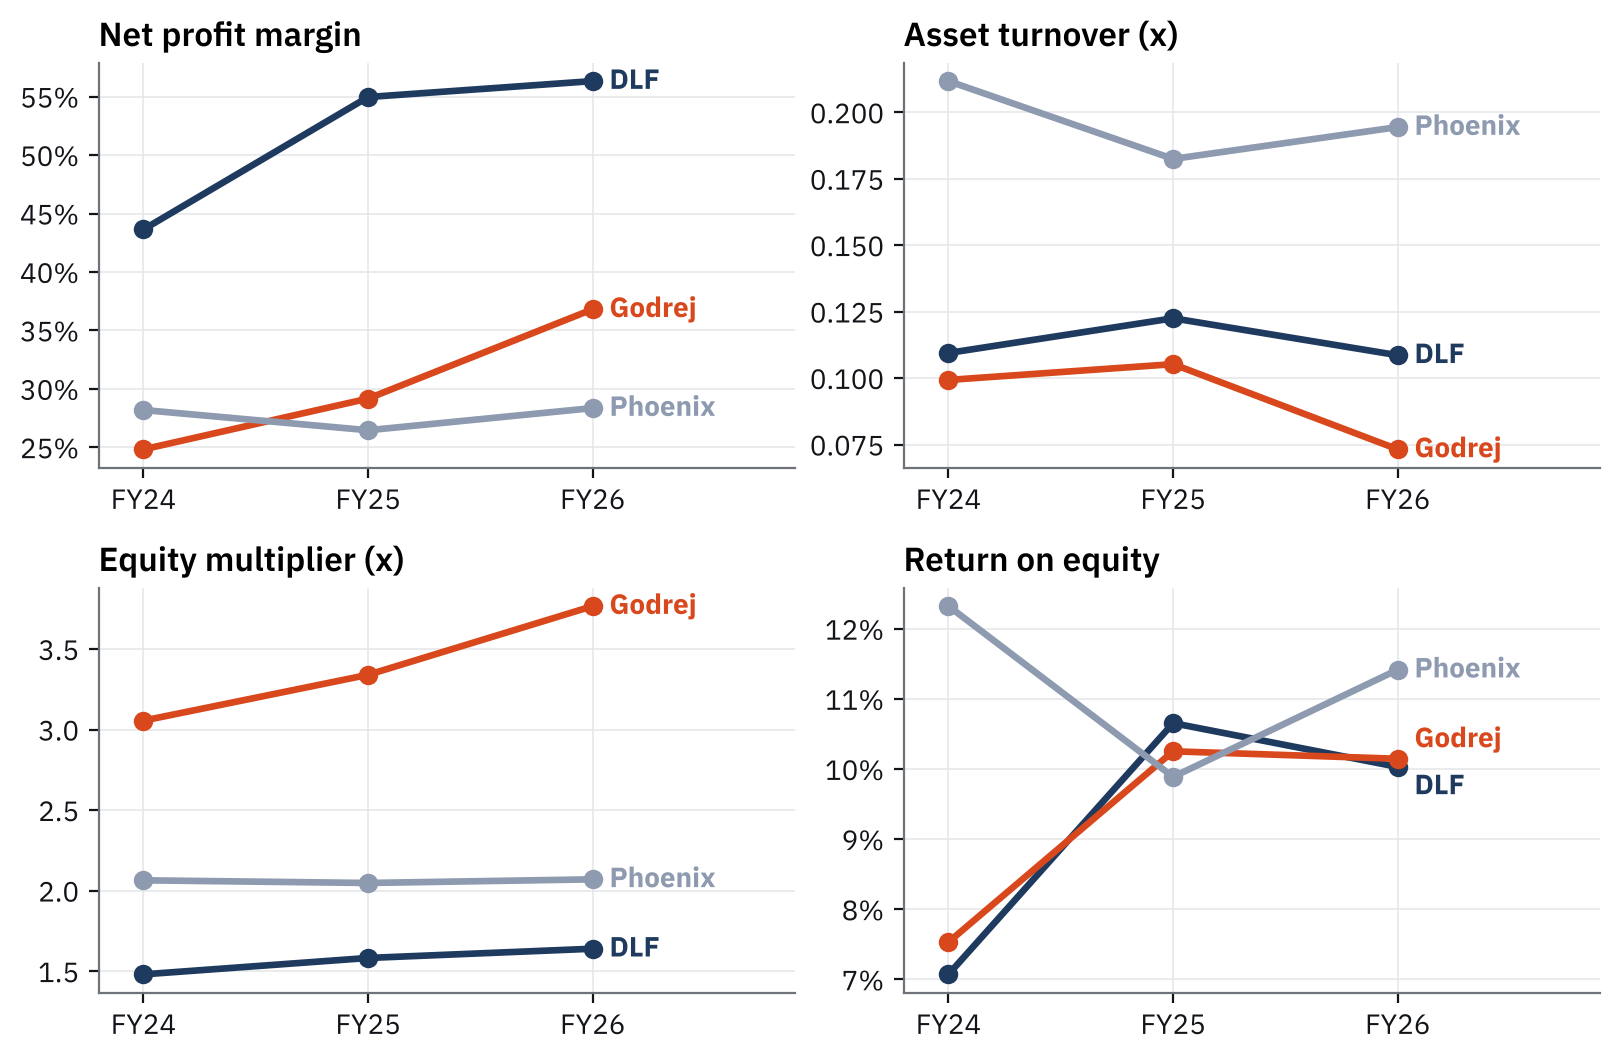 Net profit margin
55%
50%
45%
40%
35%
30%
25%
DLF
Godrej
Phoenix
FY24 FY25 FY26
Asset turnover (x)
0.200
0.175
0.150
0.125
0.100
0.075
Phoenix
DLF
Godrej
FY24 FY25 FY26
Equity multiplier (x)
3.5
3.0
2.5
2.0
1.5
Godrej
Phoenix
DLF
FY24 FY25 FY26
Return on equity
12%
11%
10%
9%
8%
7%
Phoenix
Godrej
DLF
FY24 FY25 FY26